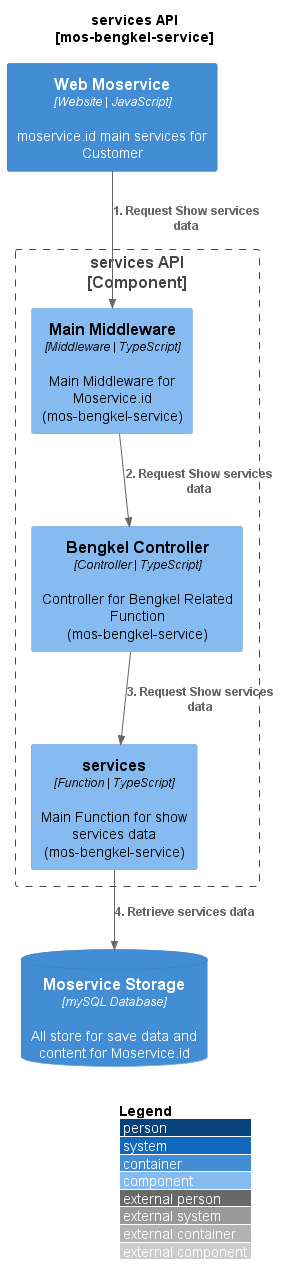 services API
[mos-bengkel-service]
Web Moservice
[Website | JavaScript]
moservice.id main services for
Customer
1. Request Show services
data
services API
[Component]
Main Middleware
[Middleware | TypeScript]
Main Middleware for
Moservice.id
(mos-bengkel-service)
2. Request Show services
data
Bengkel Controller
[Controller | TypeScript]
Controller for Bengkel Related
Function
(mos-bengkel-service)
3. Request Show services
data
services
[Function | TypeScript]
Main Function for show
services data
(mos-bengkel-service)
4. Retrieve services data
Moservice Storage
[mySQL Database]
All store for save data and
content for Moservice.id
Legend
person
system
container
component
external person
external system
external container
external component